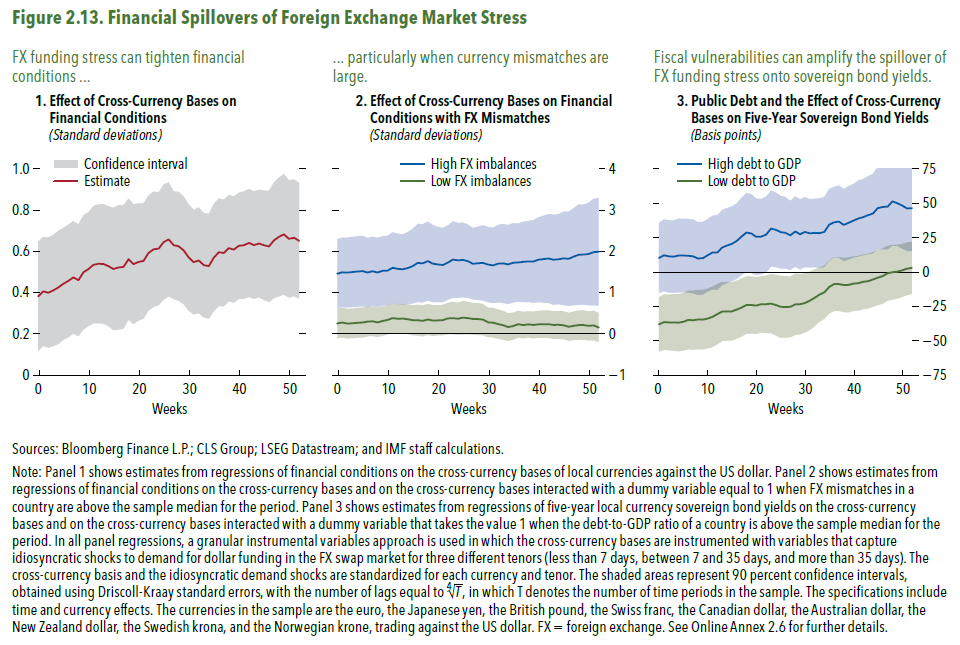 Figure 2.13. Financial Spillovers of Foreign Exchange Market Stress
FX funding stress can tighten financial
conditions ...
1. Effect of Cross-Currency Bases on
Financial Conditions
(Standard deviations)
Confidence interval
Estimate
1.0
0.8
0.6
0.4
0.2
0
0 10 20 30 40 50
Weeks
... particularly when currency mismatches are
large.
2. Effect of Cross-Currency Bases on Financial
Conditions with FX Mismatches
(Standard deviations)
High FX imbalances
Low FX imbalances
4
3
2
1
0
–1
0 10 20 30 40 50
Weeks
Fiscal vulnerabilities can amplify the spillover of
FX funding stress onto sovereign bond yields.
3. Public Debt and the Effect of Cross-Currency
Bases on Five-Year Sovereign Bond Yields
(Basis points)
High debt to GDP
Low debt to GDP
75
50
25
0
–25
–50
–75
0 10 20 30 40 50
Weeks
Sources: Bloomberg Finance L.P.; CLS Group; LSEG Datastream; and IMF staff calculations.
Note: Panel 1 shows estimates from regressions of financial conditions on the cross-currency bases of local currencies against the US dollar. Panel 2 shows estimates from
regressions of financial conditions on the cross-currency bases and on the cross-currency bases interacted with a dummy variable equal to 1 when FX mismatches in a
country are above the sample median for the period. Panel 3 shows estimates from regressions of five-year local currency sovereign bond yields on the cross-currency
bases and on the cross-currency bases interacted with a dummy variable that takes the value 1 when the debt-to-GDP ratio of a country is above the sample median for the
period. In all panel regressions, a granular instrumental variables approach is used in which the cross-currency bases are instrumented with variables that capture
idiosyncratic shocks to demand for dollar funding in the FX swap market for three different tenors (less than 7 days, between 7 and 35 days, and more than 35 days). The
cross-currency basis and the idiosyncratic demand shocks are standardized for each currency and tenor. The shaded areas represent 90 percent confidence intervals,
obtained using Driscoll-Kraay standard errors, with the number of lags equal to ∜T, in which T denotes the number of time periods in the sample. The specifications include
time and currency effects. The currencies in the sample are the euro, the Japanese yen, the British pound, the Swiss franc, the Canadian dollar, the Australian dollar, the
New Zealand dollar, the Swedish krona, and the Norwegian krone, trading against the US dollar. FX = foreign exchange. See Online Annex 2.6 for further details.